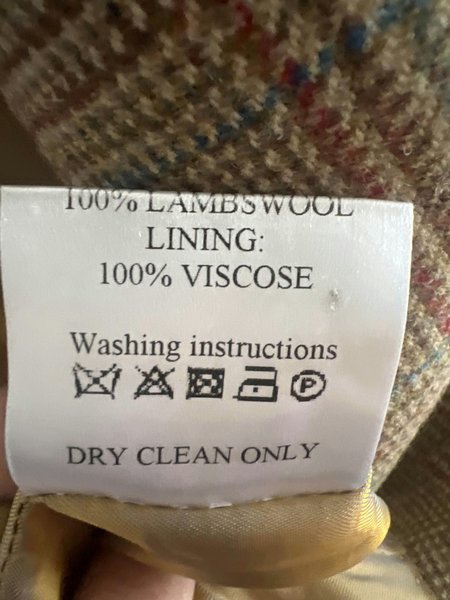 100% LAMBSWOOL
LINING:
100% VISCOSE
Washing instructions
P
DRY CLEAN ONLY